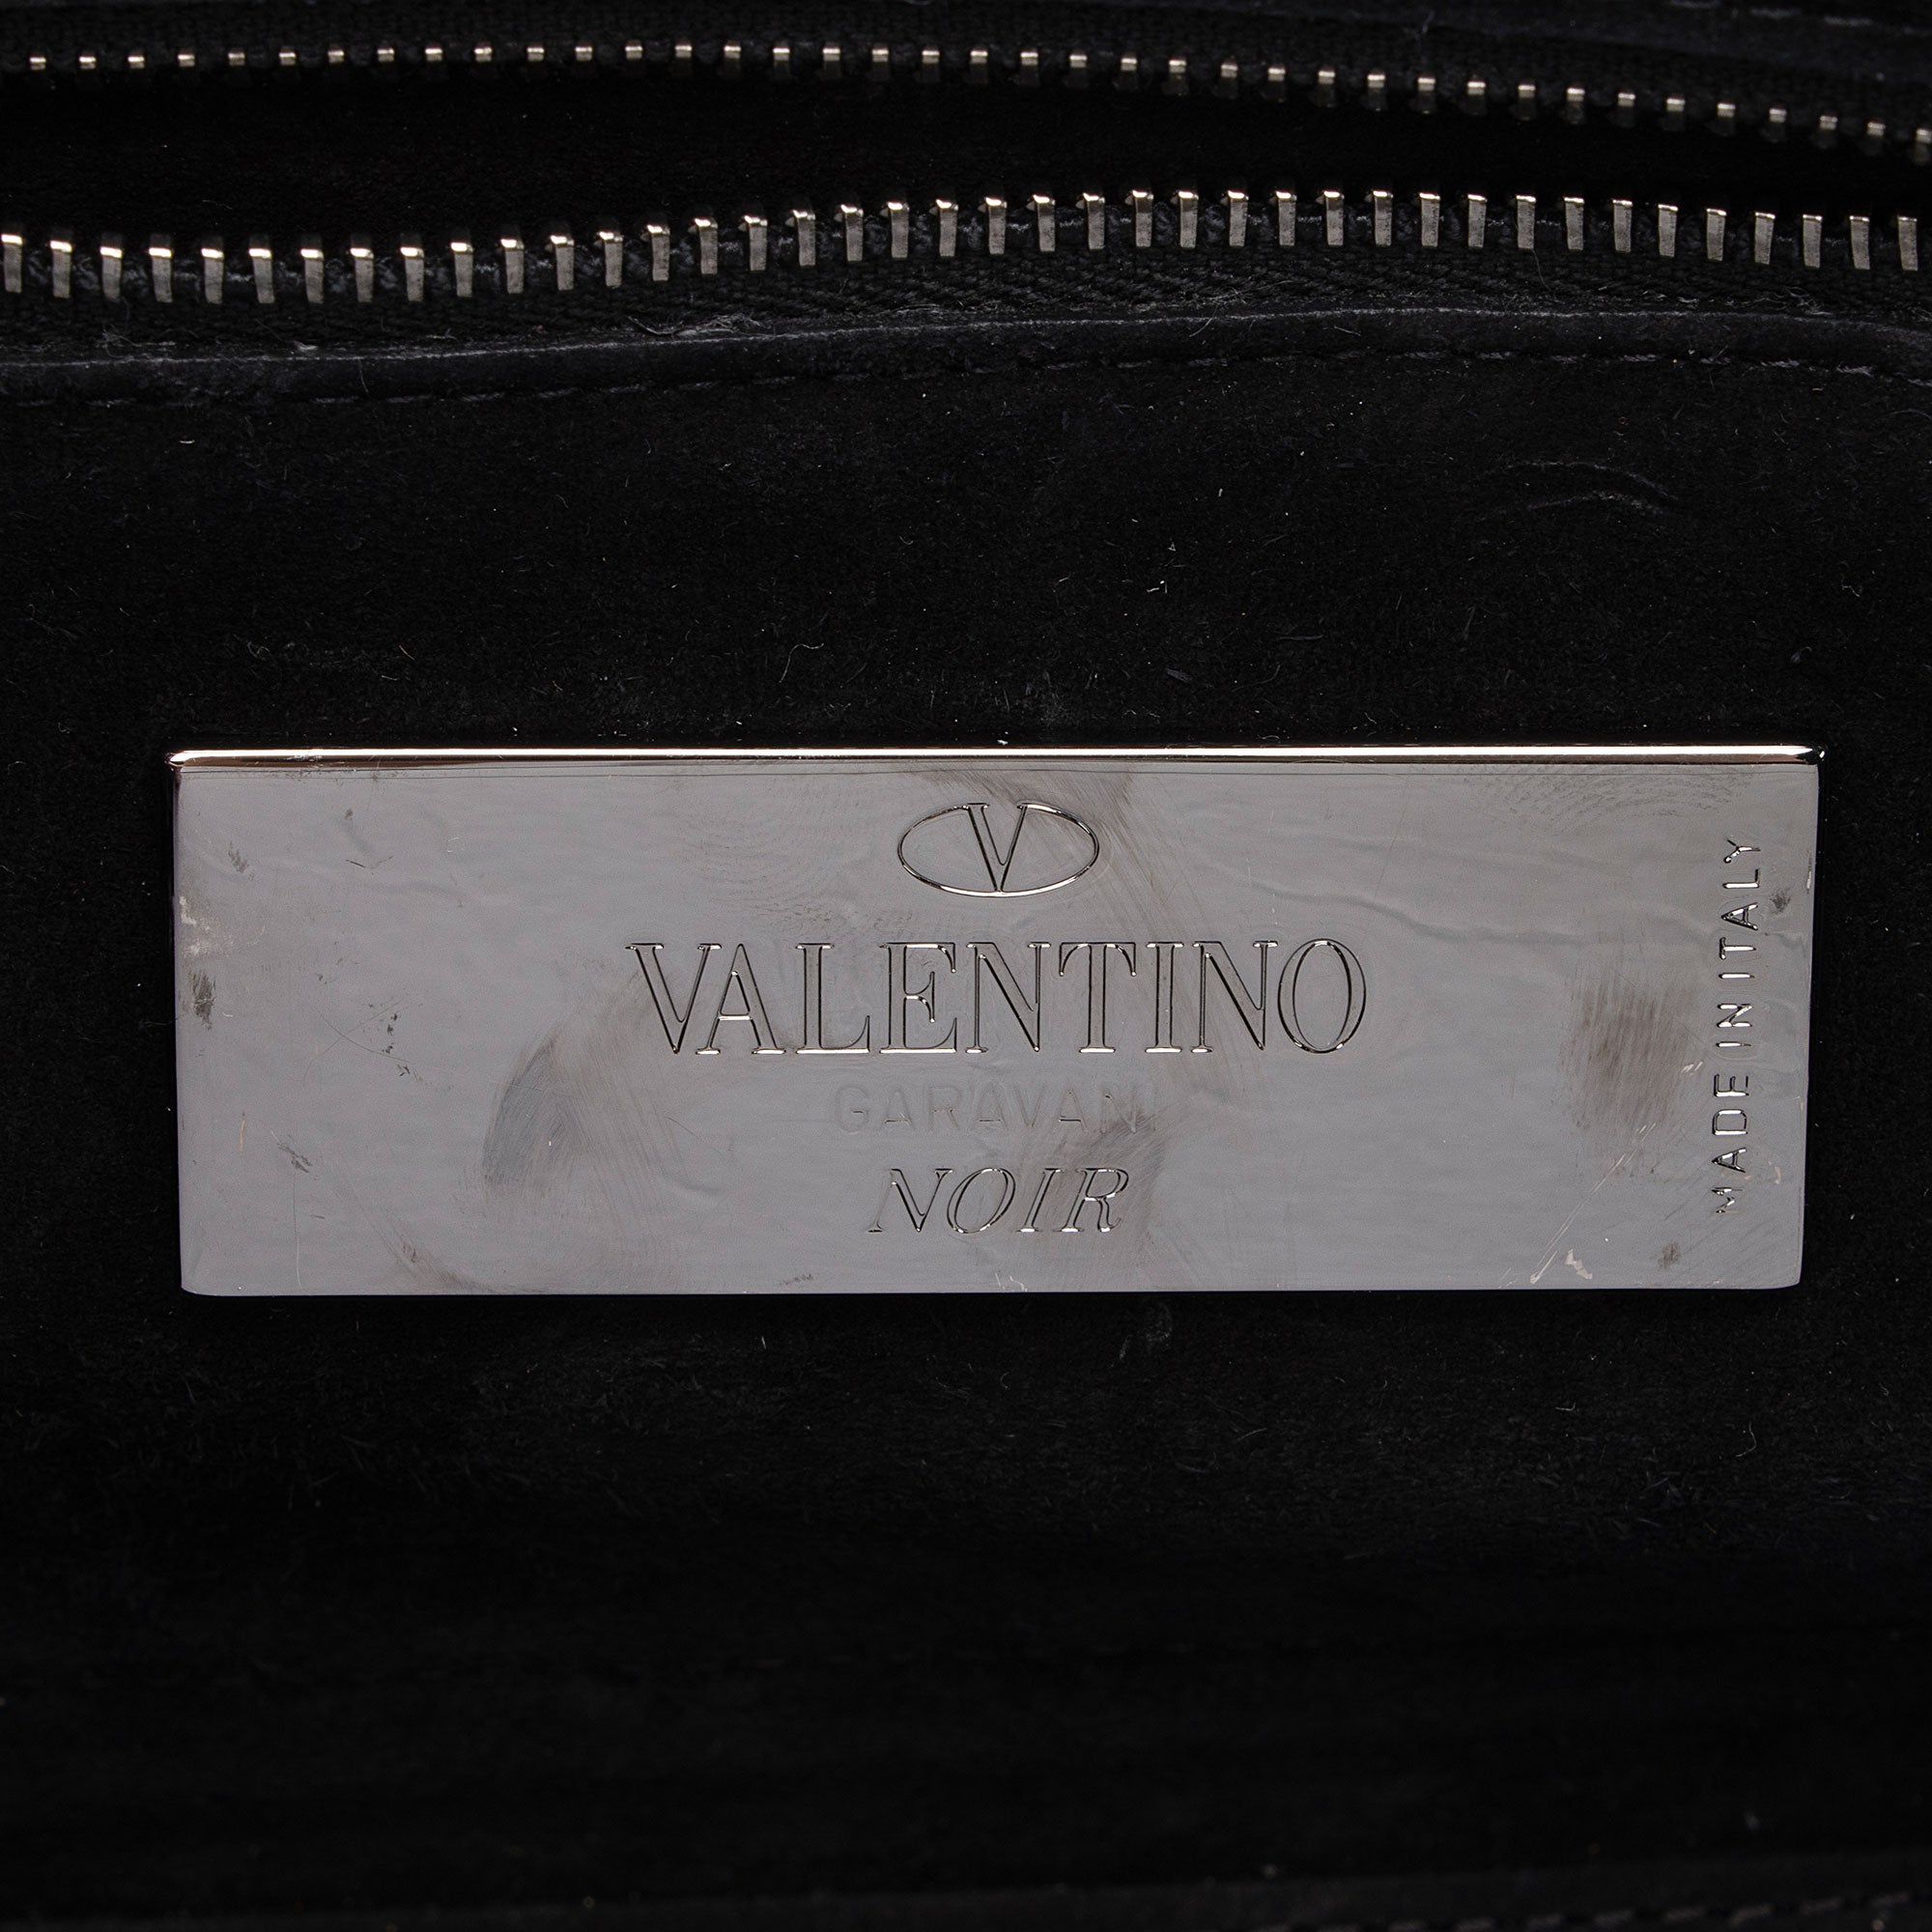 V
VALENTINO
GARAVANI
NOIR
MADE IN ITALY